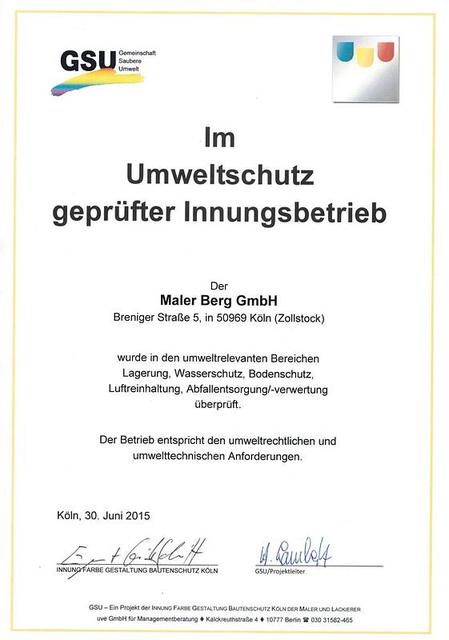 GSU Gemeinschaft
Saubere
Umwelt
Im
Umweltschutz
geprüfter Innungsbetrieb
Der
Maler Berg GmbH
Breniger Straße 5, in 50969 Köln (Zollstock)
wurde in den umweltrelevanten Bereichen
Lagerung, Wasserschutz, Bodenschutz,
Luftreinhaltung, Abfallentsorgung/-verwertung
überprüft.
Der Betrieb entspricht den umweltrechtlichen und
umwelttechnischen Anforderungen.
Köln, 30. Juni 2015
INNUNG FARBE GESTALTUNG BAUTENSCHUTZ KÖLN
GSU/Projektleiter
GSU – Ein Projekt der INNUNG FARBE GESTALTUNG BAUTENSCHUTZ KÖLN DER MALER UND LACKIERER
uve GmbH für Managementberatung ♦ Kalckreuthstraße 4 ♦ 10777 Berlin ☎ 030 31582-465